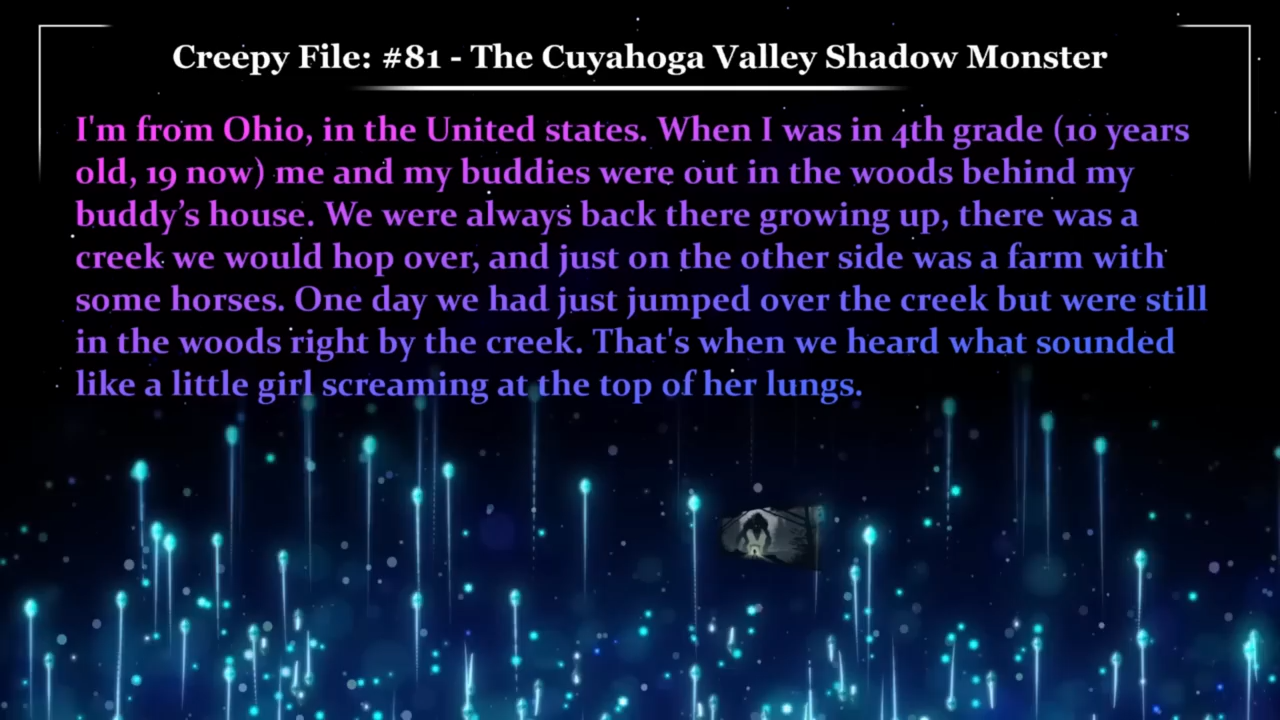 Creepy File: #81 - The Cuyahoga Valley Shadow Monster
I'm from Ohio, in the United states. When I was in 4th grade (10 years
old, 19 now) me and my buddies were out in the woods behind my
buddy’s house. We were always back there growing up, there was a
creek we would hop over, and just on the other side was a farm with
some horses. One day we had just jumped over the creek but were still
in the woods right by the creek. That's when we heard what sounded
like a little girl screaming at the top of her lungs.